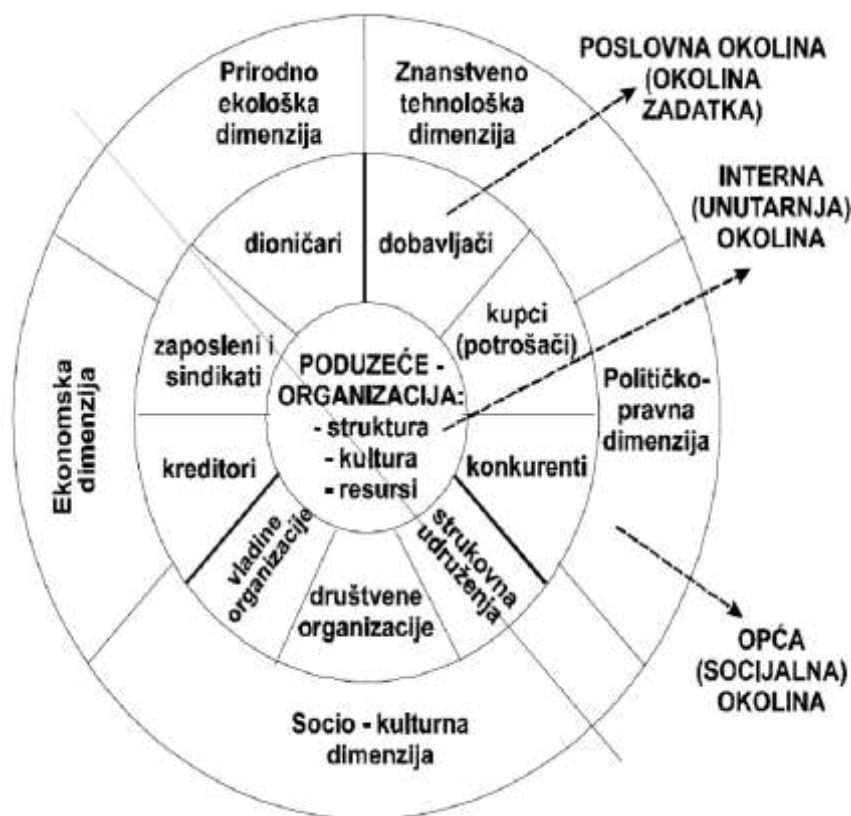 POSLOVNA OKOLINA
(OKOLINA
ZADATKA)
Prirodno
ekološka
dimenzija
Znanstveno
tehnološka
dimenzija
INTERNA
(UNUTARNJA)
OKOLINA
dioničari
dobavljači
kupci
(potrošači)
zaposleni i
sindikati
PODUZEĆE -
ORGANIZACIJA:
- struktura
- kultura
- resursi
Ekonomska
dimenzija
Političko-
pravna
dimenzija
kreditori
konkurenti
vladine
organizacije
društvene
organizacije
strukovna
udruženja
OPĆA
(SOCIJALNA)
OKOLINA
Socio - kulturna
dimenzija